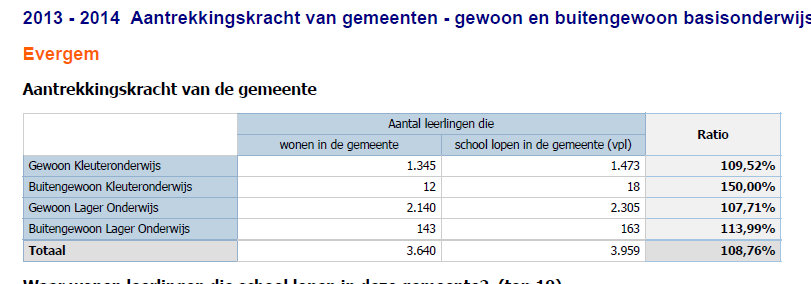 2013 - 2014 Aantrekkingskracht van gemeenten - gewoon en buitengewoon basisonderwijs
Evergem
Aantrekkingskracht van de gemeente
Aantal leerlingen die
wonen in de gemeente school lopen in de gemeente (vpl) Ratio
Gewoon Kleuteronderwijs 1.345 1.473 109,52%
Buitengewoon Kleuteronderwijs 12 18 150,00%
Gewoon Lager Onderwijs 2.140 2.305 107,71%
Buitengewoon Lager Onderwijs 143 163 113,99%
Totaal 3.640 3.959 108,76%
Waar wonen leerlingen die school lopen in deze gemeente? (top 10)